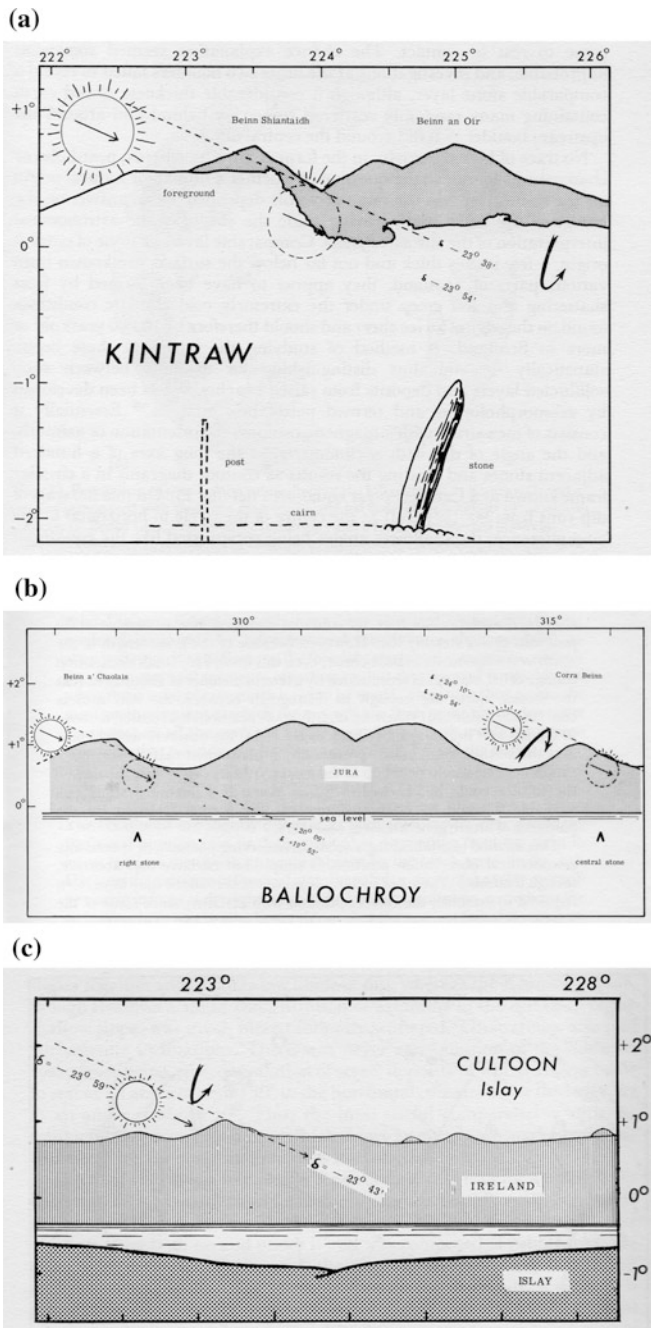 (a)
222° 223 224 225° 226°
+1°
Beinn Shiantaidh
Beinn an Oir
foreground
0°
- 23° 38'
- 23° 54'
KINTRAW
-1°
post
stone
cairn
-2°
(b)
310° 315°
+2°
Beinn a' Chaolais
Corra Beinn
+1°
JURA
0°
sea level
right stone
central stone
BALLOCHROY
(c)
223° 228°
+2°
δ= - 23° 59'
CULTOON
Islay
+1°
δ= - 23° 43'
IRELAND
0°
ISLAY
-1°